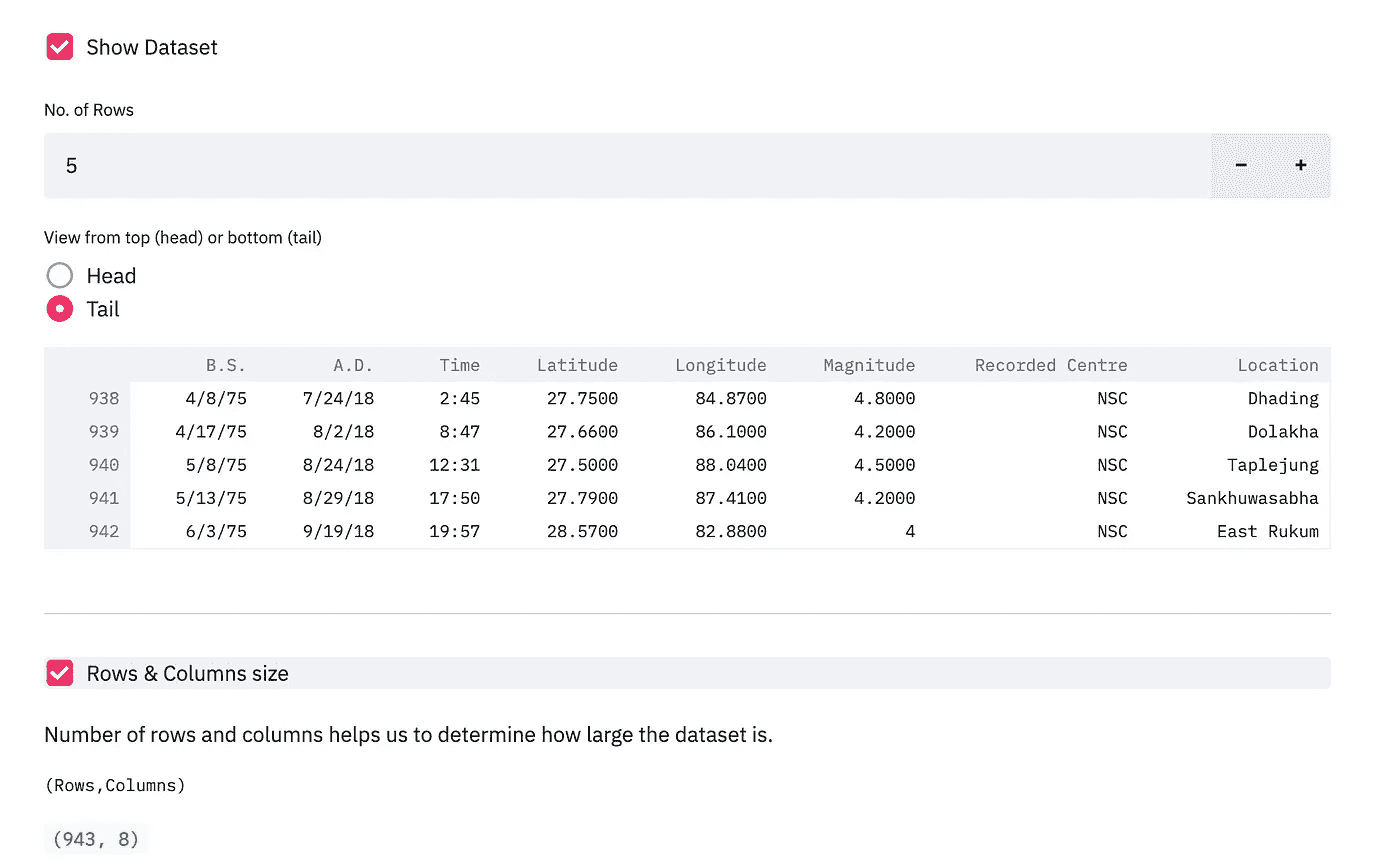 Show Dataset
No. of Rows
5
− +
View from top (head) or bottom (tail)
Head
Tail
B.S. A.D. Time Latitude Longitude Magnitude Recorded Centre Location
938 4/8/75 7/24/18 2:45 27.7500 84.8700 4.8000 NSC Dhading
939 4/17/75 8/2/18 8:47 27.6600 86.1000 4.2000 NSC Dolakha
940 5/8/75 8/24/18 12:31 27.5000 88.0400 4.5000 NSC Taplejung
941 5/13/75 8/29/18 17:50 27.7900 87.4100 4.2000 NSC Sankhuwasabha
942 6/3/75 9/19/18 19:57 28.5700 82.8800 4 NSC East Rukum
Rows & Columns size
Number of rows and columns helps us to determine how large the dataset is.
(Rows,Columns)
(943, 8)